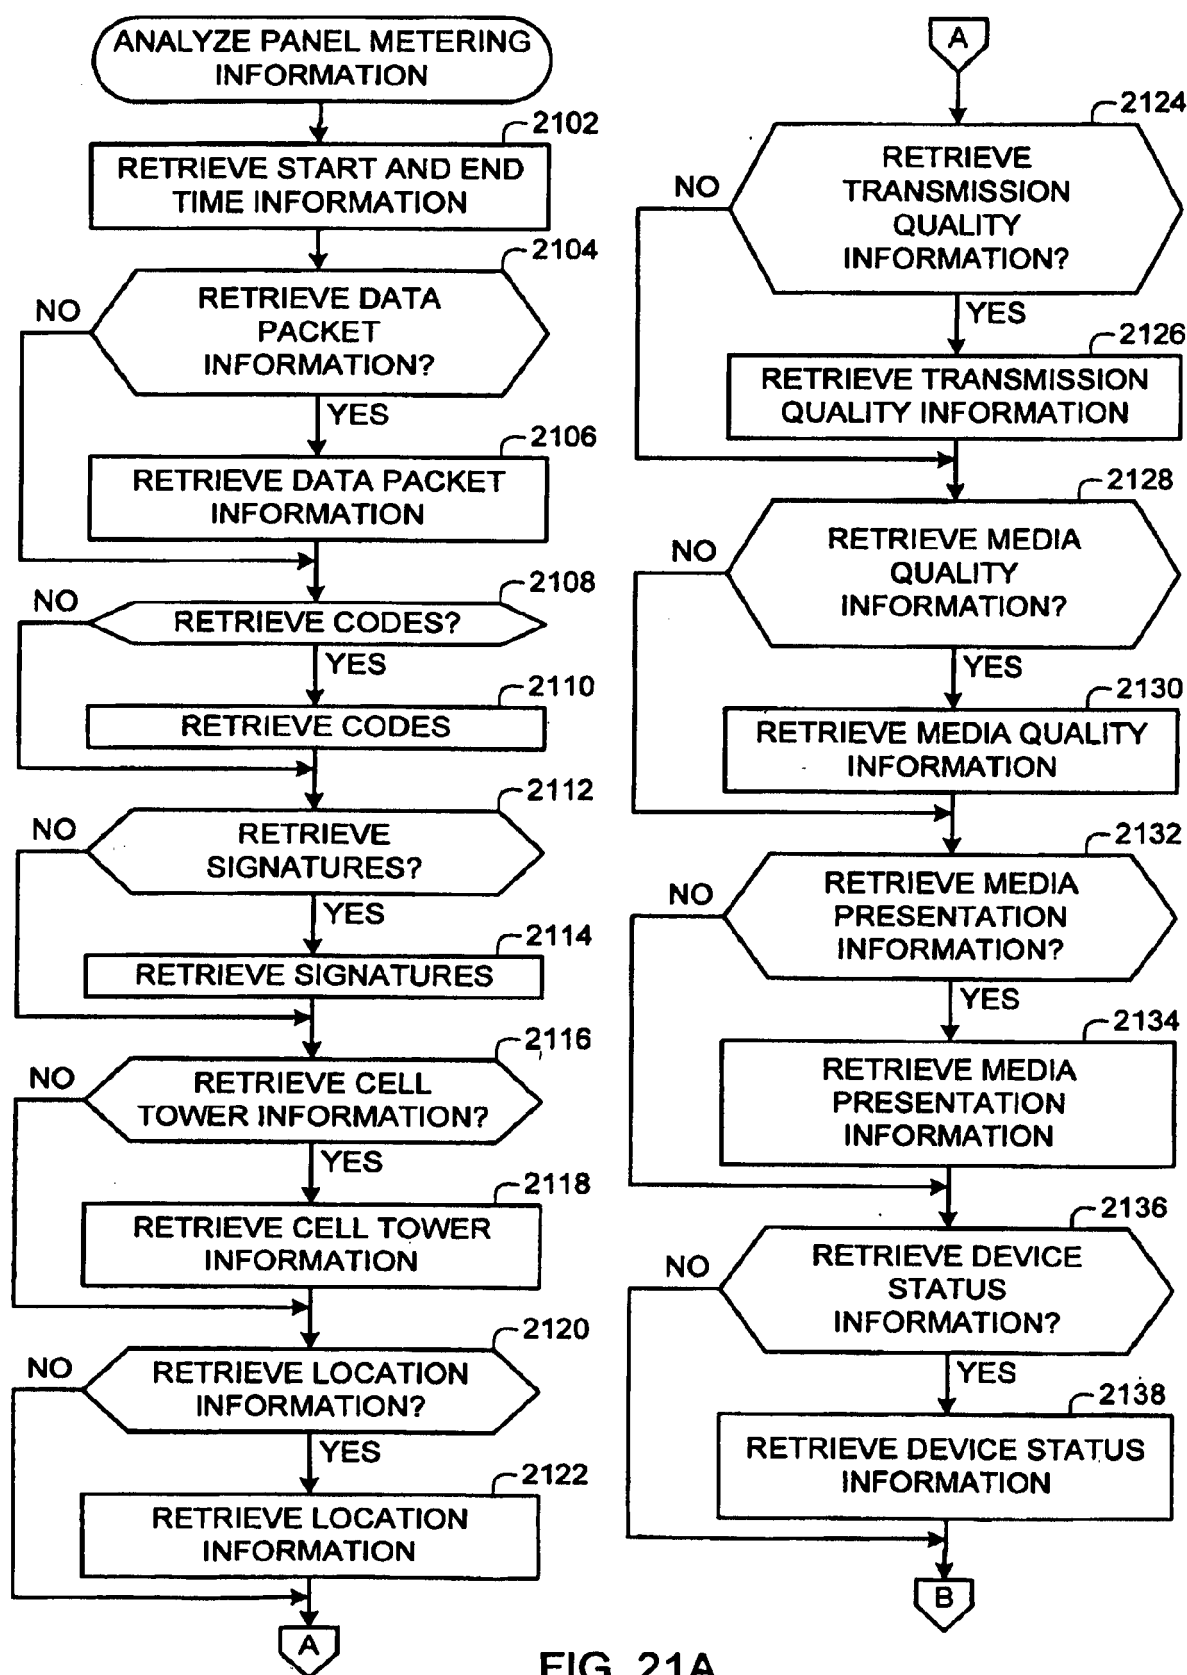 ANALYZE PANEL METERING
INFORMATION
2102
RETRIEVE START AND END
TIME INFORMATION
2104
NO
RETRIEVE DATA
PACKET
INFORMATION?
YES
2106
RETRIEVE DATA PACKET
INFORMATION
2108
NO
RETRIEVE CODES?
YES
2110
RETRIEVE CODES
2112
NO
RETRIEVE
SIGNATURES?
YES
2114
RETRIEVE SIGNATURES
2116
NO
RETRIEVE CELL
TOWER INFORMATION?
YES
2118
RETRIEVE CELL TOWER
INFORMATION
2120
NO
RETRIEVE LOCATION
INFORMATION?
YES
2122
RETRIEVE LOCATION
INFORMATION
A
A
2124
NO
RETRIEVE
TRANSMISSION
QUALITY
INFORMATION?
YES
2126
RETRIEVE TRANSMISSION
QUALITY INFORMATION
2128
NO
RETRIEVE MEDIA
QUALITY
INFORMATION?
YES
2130
RETRIEVE MEDIA QUALITY
INFORMATION
2132
NO
RETRIEVE MEDIA
PRESENTATION
INFORMATION?
YES
2134
RETRIEVE MEDIA
PRESENTATION
INFORMATION
2136
NO
RETRIEVE DEVICE
STATUS
INFORMATION?
YES
2138
RETRIEVE DEVICE STATUS
INFORMATION
B
FIG. 21A